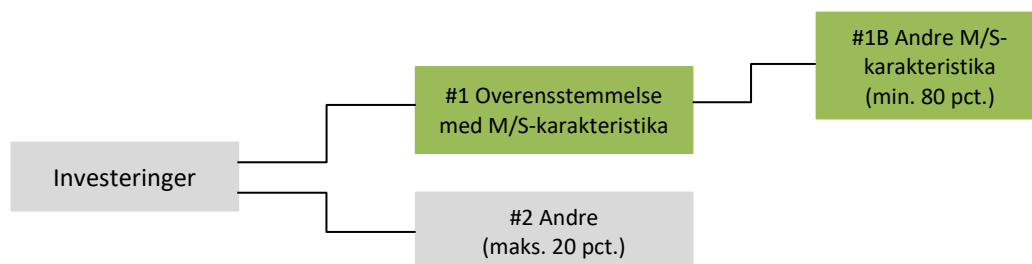 Investeringer
#1 Overensstemmelse
med M/S-karakteristika
#1B Andre M/S-
karakteristika
(min. 80 pct.)
#2 Andre
(maks. 20 pct.)